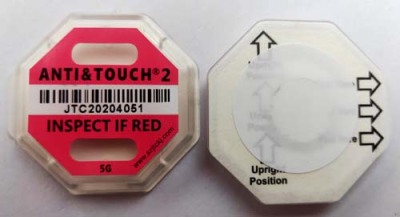 ANTI&TOUCH®2
JTC20204051
INSPECT IF RED
5G
Upright
Position